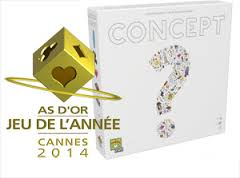 CONCEPT
AS D'OR
JEU DE L'ANNÉE
CANNES
2014